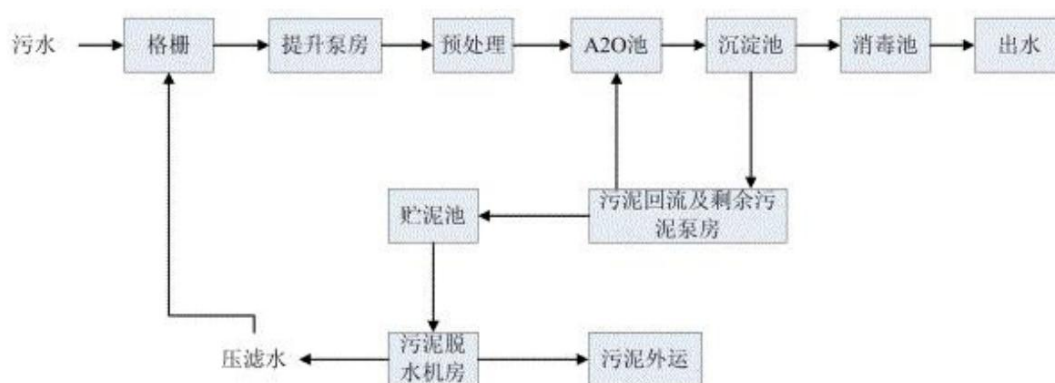 污水
格栅
提升泵房
预处理
A2O池
沉淀池
消毒池
出水
贮泥池
污泥回流及剩余污
泥泵房
压滤水
污泥脱
水机房
污泥外运